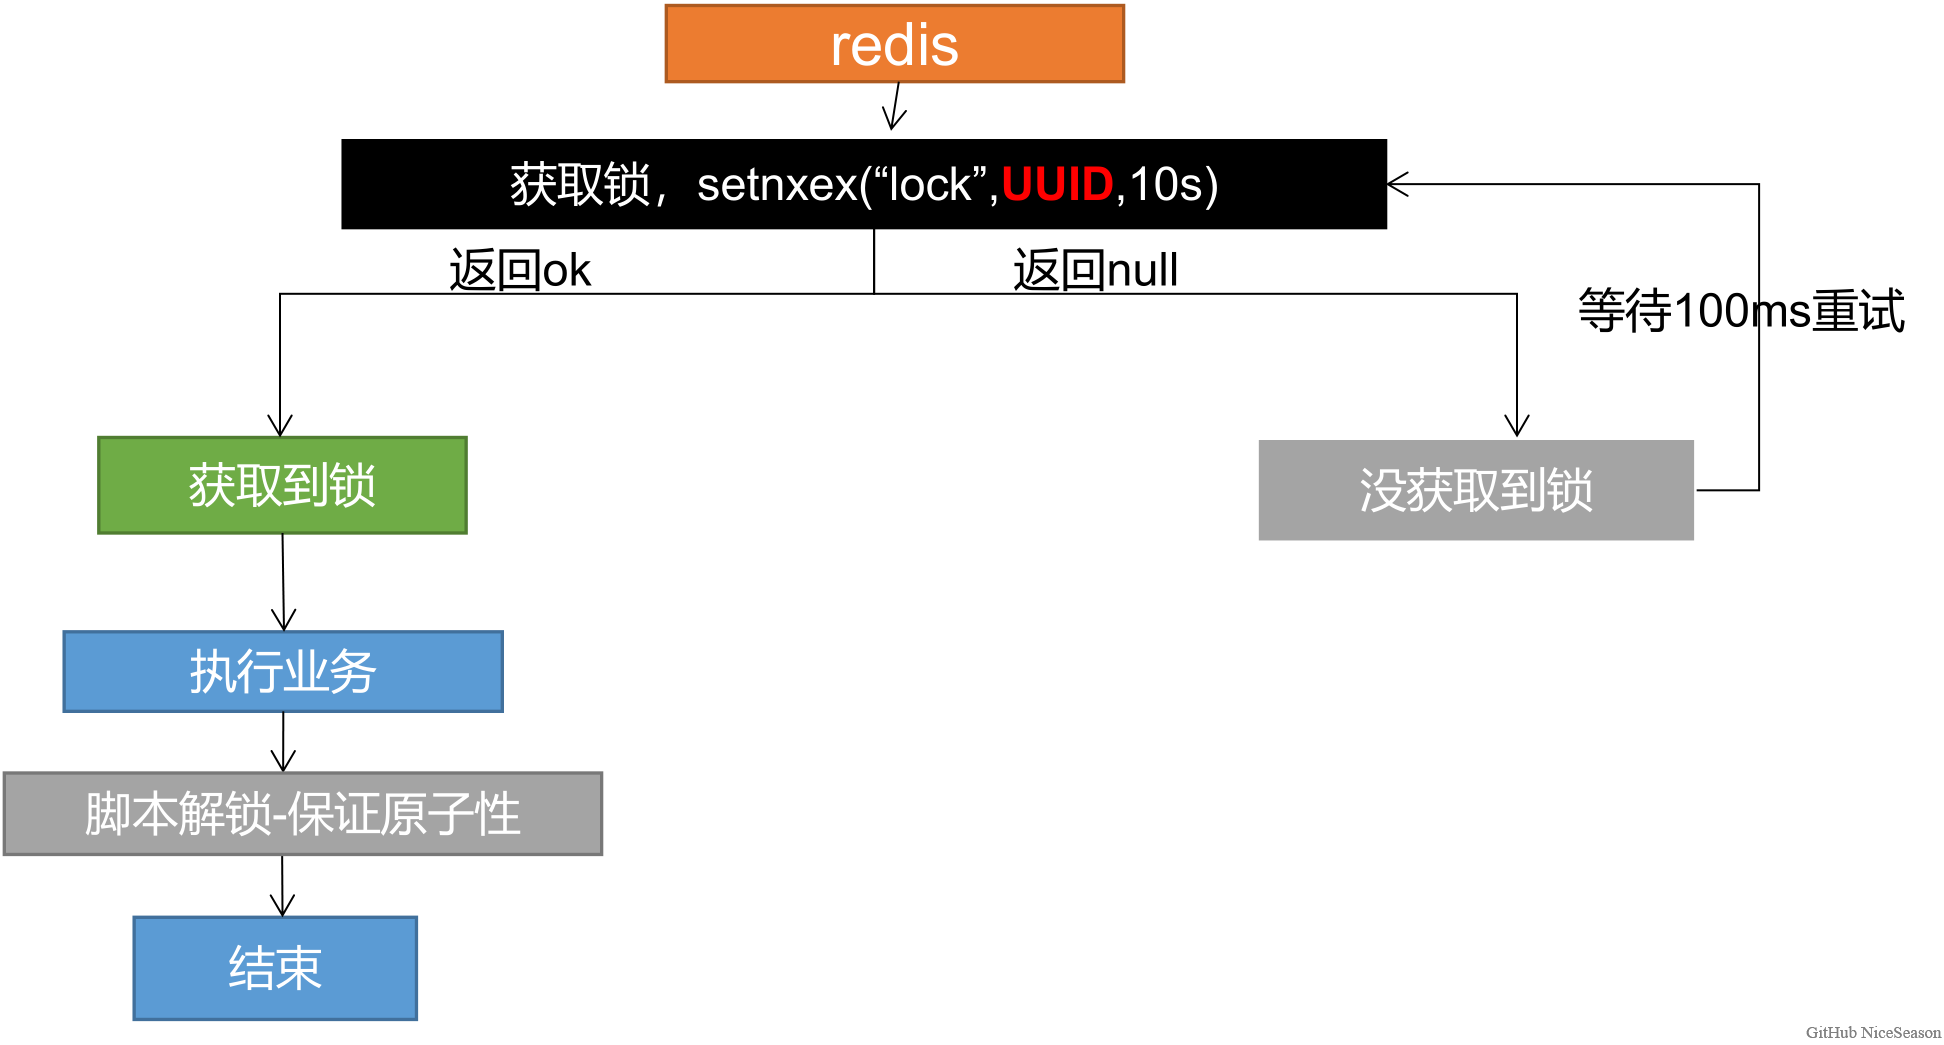 redis
获取锁，setnxex(“lock”,UUID,10s)
返回ok
返回null
等待100ms重试
获取到锁
没获取到锁
执行业务
脚本解锁-保证原子性
结束
GitHub NiceSeason